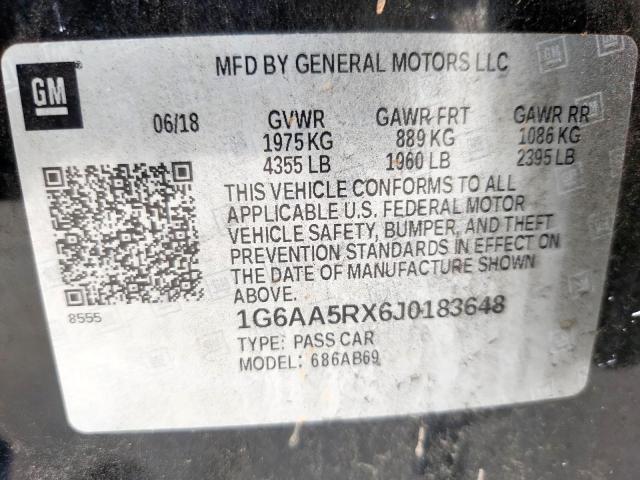 GM
MFD BY GENERAL MOTORS LLC
06/18 GVWR GAWR FRT GAWR RR
1975 KG 889 KG 1086 KG
4355 LB 1960 LB 2395 LB
THIS VEHICLE CONFORMS TO ALL
APPLICABLE U.S. FEDERAL MOTOR
VEHICLE SAFETY, BUMPER, AND THEFT
PREVENTION STANDARDS IN EFFECT ON
THE DATE OF MANUFACTURE SHOWN
ABOVE.
8555
1G6AA5RX6J0183648
TYPE: PASS CAR
MODEL: 686AB69